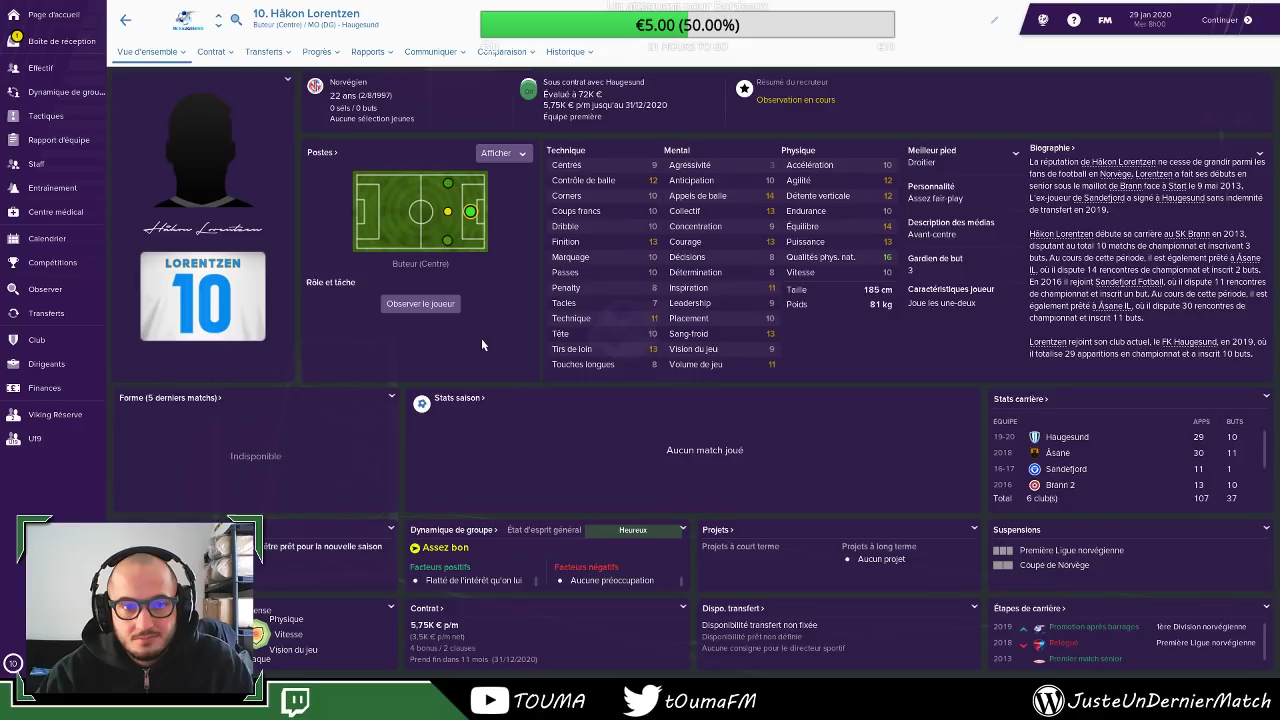 Page d'accueil
Boîte de réception
Effectif
Dynamique de grou...
Tactiques
Rapport d'équipe
Staff
Entrainement
Centre médical
Calendrier
Compétitions
Observer
Transferts
Club
Dirigeants
Finances
Viking Réserve
U19
10
10. Håkon Lorentzen
Buteur (Centre) / MO (DG) - Haugesund
€5.00 (50.00%)
21 HOURS TO GO
€10
FM
29 jan 2020
Mer 8h00
Continuer
Vue d'ensemble
Contrat
Transferts
Progrès
Rapports
Communiquer
Comparaison
Historique
Norvégien
22 ans (2/8/1997)
0 séls / 0 buts
Aucune sélection jeunes
Sous contrat avec Haugesund
Évalué à 72K €
5,75K € p/m jusqu'au 31/12/2020
Équipe première
Résumé du recruteur
Observation en cours
LORENTZEN
10
Postes
Afficher
Buteur (Centre)
Rôle et tâche
Observer le joueur
Technique
Centres 9
Contrôle de balle 12
Corners 10
Coups francs 10
Dribble 10
Finition 13
Marquage 10
Passes 10
Penalty 8
Tacles 7
Technique 11
Tête 10
Tirs de loin 13
Touches longues 8
Mental
Agressivité 3
Anticipation 10
Appels de balle 14
Collectif 13
Concentration 9
Courage 13
Décisions 8
Détermination 8
Inspiration 11
Leadership 9
Placement 10
Sang-froid 13
Vision du jeu 9
Volume de jeu 11
Physique
Accélération 10
Agilité 12
Détente verticale 12
Endurance 10
Équilibre 14
Puissance 13
Qualités phys. nat. 16
Vitesse 10
Taille 185 cm
Poids 81 kg
Meilleur pied
Droitier
Personnalité
Assez fair-play
Description des médias
Avant-centre
Gardien de but
3
Caractéristiques joueur
Joue les une-deux
Biographie
La réputation de Håkon Lorentzen ne cesse de grandir parmi les
fans de football en Norvège. Lorentzen a fait ses débuts en
senior sous le maillot de Brann face à Start le 9 mai 2013.
L'ex-joueur de Sandefjord a signé à Haugesund sans indemnité
de transfert en 2019.
Håkon Lorentzen débute sa carrière au SK Brann en 2013,
disputant au total 10 matchs de championnat et inscrivant 3
buts. Au cours de cette période, il est également prêté à Åsane
IL, où il dispute 14 rencontres de championnat et inscrit 2 buts.
En 2016 il rejoint Sandefjord Fotball, où il dispute 11 rencontres
de championnat et inscrit un but. Au cours de cette période, il est
également prêté à Åsane IL, où il dispute 30 rencontres de
championnat et inscrit 11 buts.
Lorentzen rejoint son club actuel, le FK Haugesund, en 2019, où
il totalise 29 apparitions en championnat et a inscrit 10 buts.
Forme (5 derniers matchs)
Indisponible
Stats saison
Aucun match joué
Stats carrière
ÉQUIPE APPS BUTS
19-20 Haugesund 29 10
2018 Åsane 30 11
16-17 Sandefjord 11 1
2016 Brann 2 13 10
Total 6 club(s) 107 37
être prêt pour la nouvelle saison
Dynamique de groupe
État d'esprit général
Heureux
Assez bon
Facteurs positifs
Flatté de l'intérêt qu'on lui
Facteurs négatifs
Aucune préoccupation
Projets
Projets à court terme
Projets à long terme
Aucun projet
Suspensions
Première Ligue norvégienne
Coupe de Norvège
Physique
Vitesse
Vision du jeu
Contrat
5,75K € p/m
(3,5K € p/m net)
4 bonus / 2 clauses
Prend fin dans 11 mois (31/12/2020)
Dispo. transfert
Disponibilité transfert non fixée
Disponibilité prêt non définie
Aucune consigne pour le directeur sportif
Étapes de carrière
2019 Promotion après barrages 1ère Division norvégienne
2018 Relégué Première Ligue norvégienne
2013 Premier match sénior
TOUMA
tOumaFM
JusteUnDernierMatch